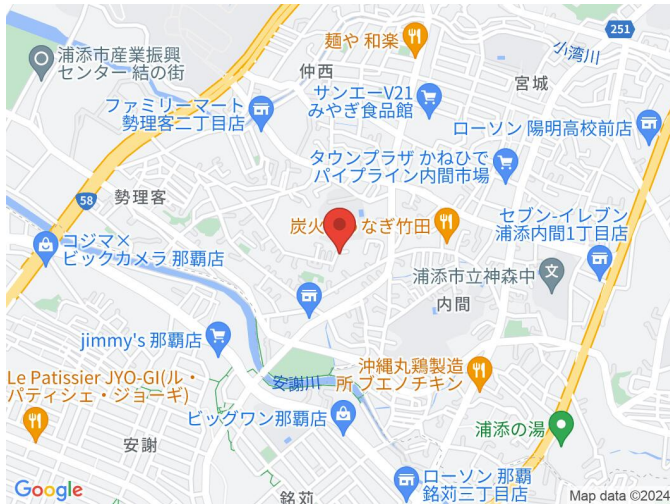 麺や 和楽
251
小湾川
浦添市産業振興
センター 結の街
仲西
宮城
サンエーV21
みやぎ食品館
ファミリーマート
勢理客二丁目店
ローソン 陽明高校前店
タウンプラザ かねひで
パイプライン内間市場
勢理客
58
炭火
なぎ竹田
セブン-イレブン
浦添内間1丁目店
コジマ×
ビックカメラ 那覇店
浦添市立神森中
文
内間
jimmy's 那覇店
沖縄丸鶏製造
所 ブエノチキン
Le Patissier JYO-GI(ル・
パティシェ・ジョーギ)
安謝川
ビッグワン那覇店
浦添の湯
安謝
ローソン 那覇
銘苅三丁目店
銘苅
Google
Map data ©2024